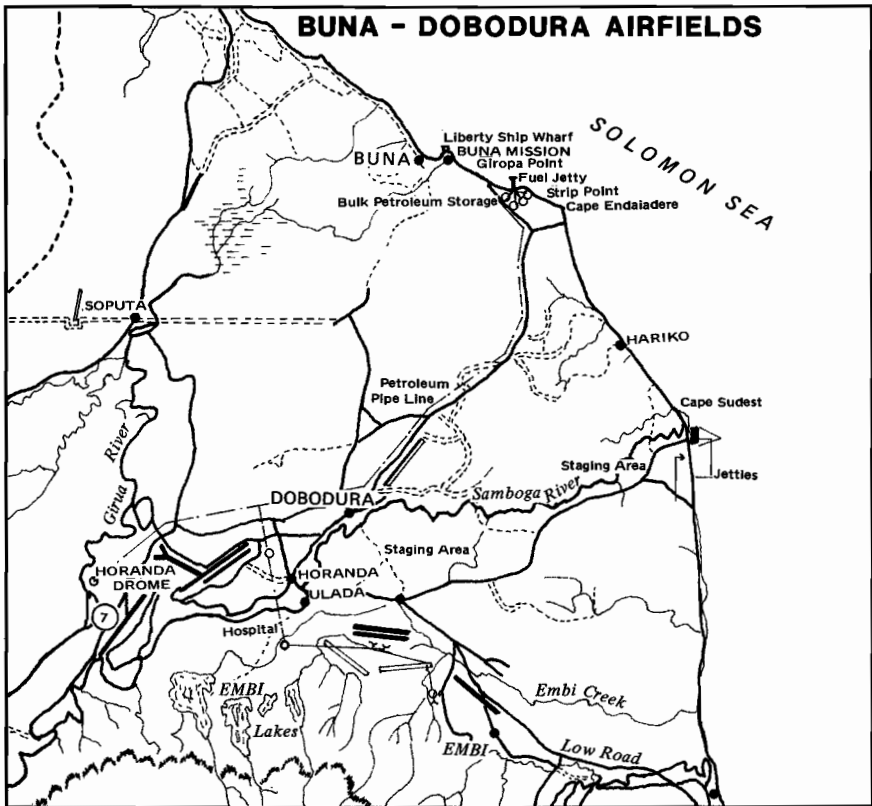 BUNA - DOBODURA AIRFIELDS
SOLOMON SEA
Liberty Ship Wharf
BUNA
BUNA MISSION
Giropa Point
Fuel Jetty
Strip Point
Bulk Petroleum Storage
Cape Endaiadere
SOPUTA
HARIKO
Petroleum
Pipe Line
Cape Sudest
Girua River
Staging Area
Jetties
DOBODURA
Samboga River
Staging Area
HORANDA
DROME
HORANDA
ULADA
7
Hospital
EMBI
Lakes
Embi Creek
EMBI
Low Road